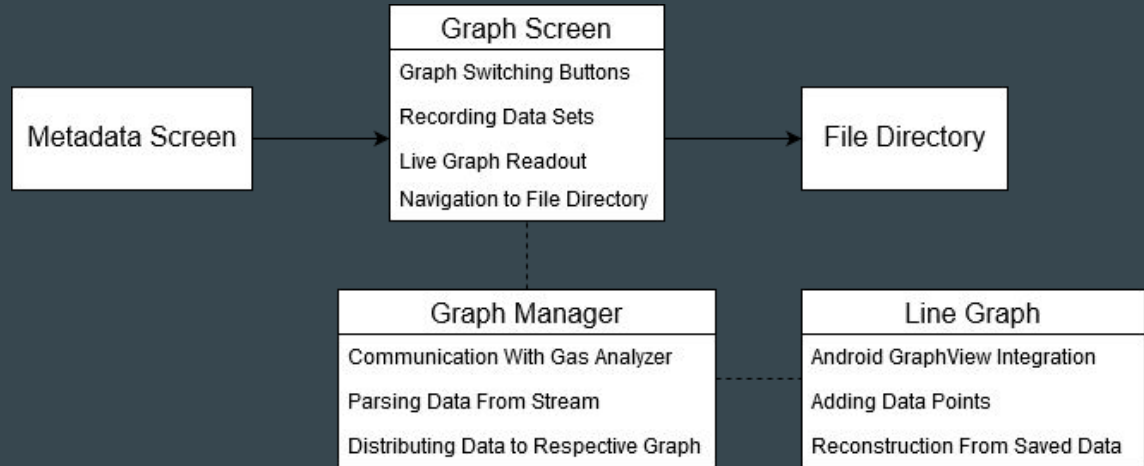 Metadata Screen
Graph Screen
Graph Switching Buttons
Recording Data Sets
Live Graph Readout
Navigation to File Directory
File Directory
Graph Manager
Communication With Gas Analyzer
Parsing Data From Stream
Distributing Data to Respective Graph
Line Graph
Android GraphView Integration
Adding Data Points
Reconstruction From Saved Data